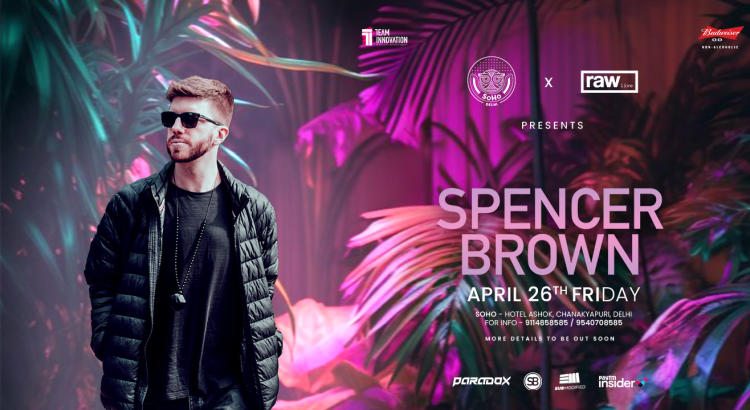 TEAM
INNOVATION
Budweiser
0.0
NON-ALCOHOLIC
SOHO
DELHI
X
raw
PRESENTS
SPENCER
BROWN
APRIL 26TH FRIDAY
SOHO - HOTEL ASHOK, CHANAKYAPURI, DELHI
FOR INFO - 9114858585 / 9540708585
MORE DETAILS TO BE OUT SOON
PARADOX
SB
SUBMODIFIED
PAYTM
insider